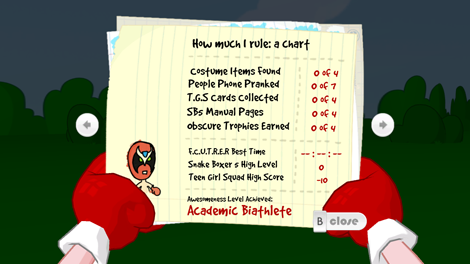 How much I rule: a chart
Costume Items Found 0 of 4
People Phone Pranked 0 of 7
T.G.S Cards Collected 0 of 4
SB5 Manual Pages 0 of 4
Obscure Trophies Earned 0 of 4
F.C.U.T.R.E.R Best Time --:--:--
Snake Boxer 5 High Level 0
Teen Girl Squad High Score -10
Awesomeness Level Achieved:
Academic Biathlete
B close